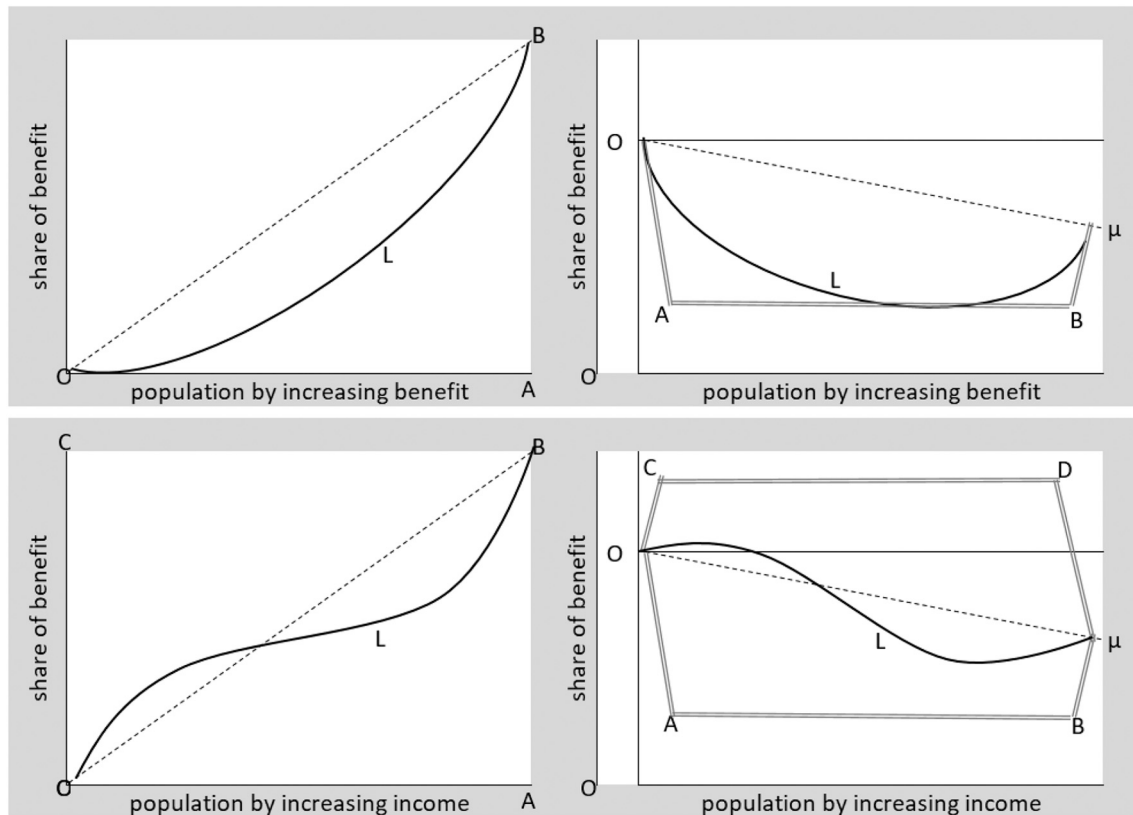 B
share of benefit
L
O
population by increasing benefit
A
share of benefit
O
μ
L
A
B
O
population by increasing benefit
C
B
share of benefit
L
O
population by increasing income
A
share of benefit
C
D
O
μ
L
A
B
O
population by increasing income